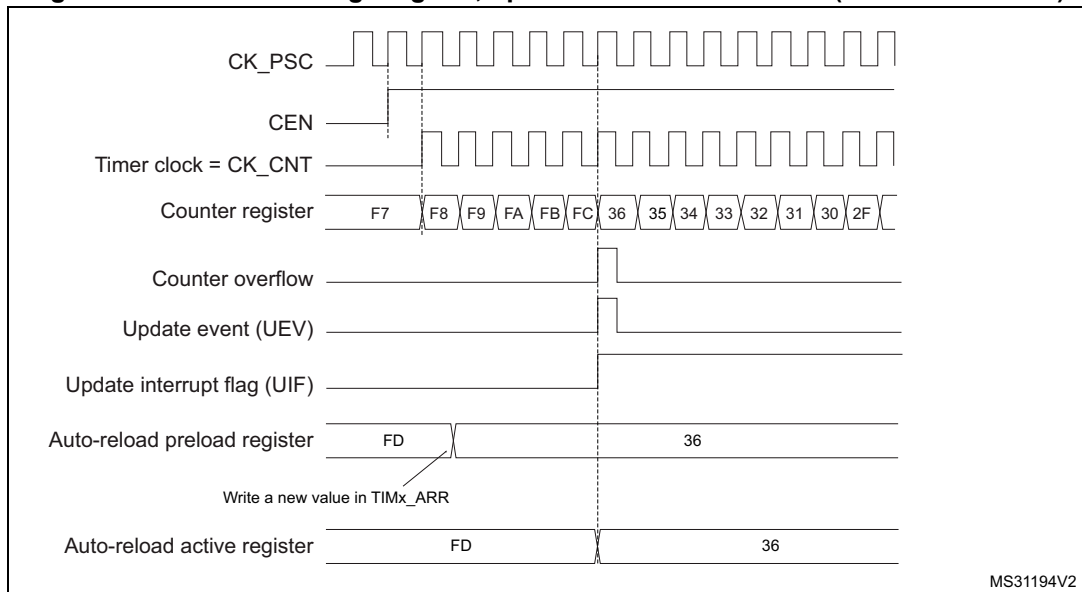 CK_PSC
CEN
Timer clock = CK_CNT
Counter register F7 F8 F9 FA FB FC 36 35 34 33 32 31 30 2F
Counter overflow
Update event (UEV)
Update interrupt flag (UIF)
Auto-reload preload register FD 36
Write a new value in TIMx_ARR
Auto-reload active register FD 36
MS31194V2